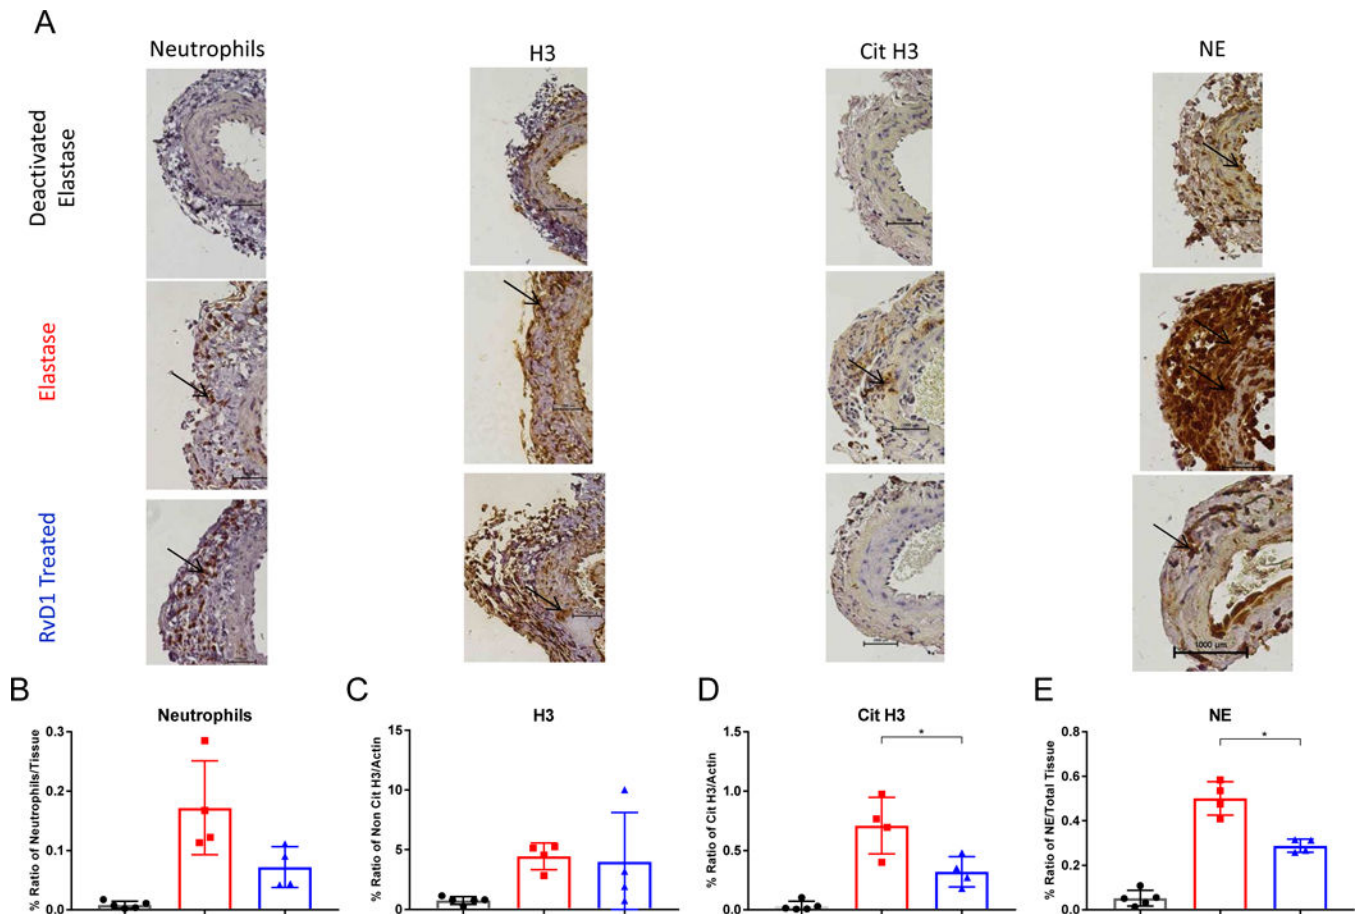 A
Neutrophils
H3
Cit H3
NE
Deactivated
Elastase
Elastase
RvD1 Treated
1000 µm
B
Neutrophils
% Ratio of Neutrophils/Tissue
0.3
0.2
0.1
0.0
C
H3
% Ratio of Non Cit H3/Actin
15
10
5
0
D
Cit H3
% Ratio of Cit H3/Actin
1.5
1.0
0.5
0.0
*
E
NE
% Ratio of NE/Total Tissue
0.8
0.6
0.4
0.2
0.0
*